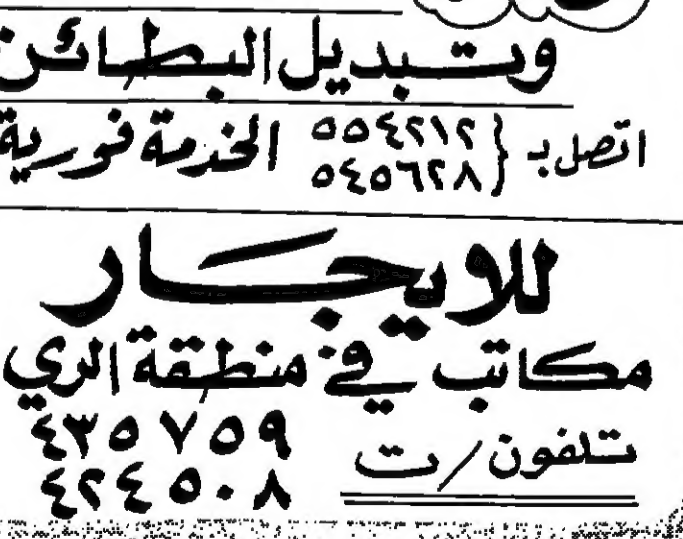 وتبديل البطائن
اتصل بـ { ٥٥٤٢١٢ الخدمة فورية
٥٤٥٦٢٨
للايجار
مكاتب في منطقة الري
تلفون/ت ٤٣٥٧٥٩
٤٢٤٥٠٨